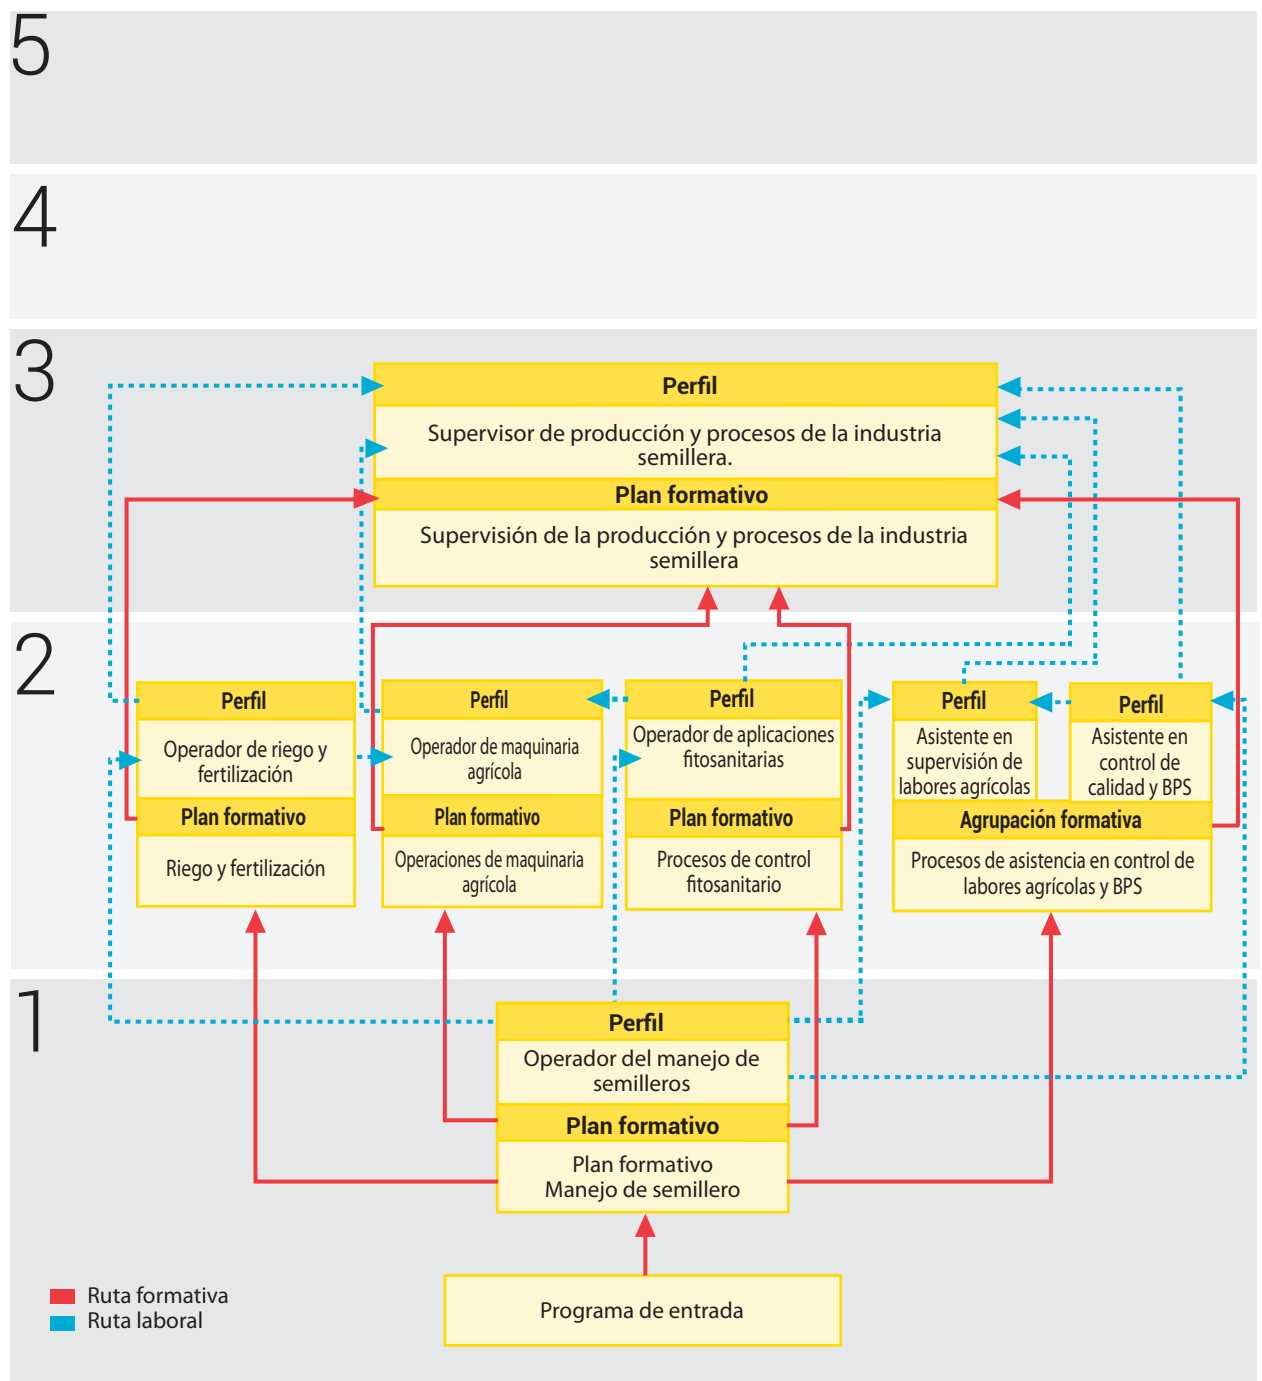 5
4
3
Perfil
Supervisor de producción y procesos de la industria
semillera.
Plan formativo
Supervisión de la producción y procesos de la industria
semillera
2
Perfil
Operador de riego y
fertilización
Plan formativo
Riego y fertilización
Perfil
Operador de maquinaria
agrícola
Plan formativo
Operaciones de maquinaria
agrícola
Perfil
Operador de aplicaciones
fitosanitarias
Plan formativo
Procesos de control
fitosanitario
Perfil
Asistente en
supervisión de
labores agrícolas
Perfil
Asistente en
control de
calidad y BPS
Agrupación formativa
Procesos de asistencia en control de
labores agrícolas y BPS
1
Perfil
Operador del manejo de
semilleros
Plan formativo
Plan formativo
Manejo de semillero
Programa de entrada
Ruta formativa
Ruta laboral